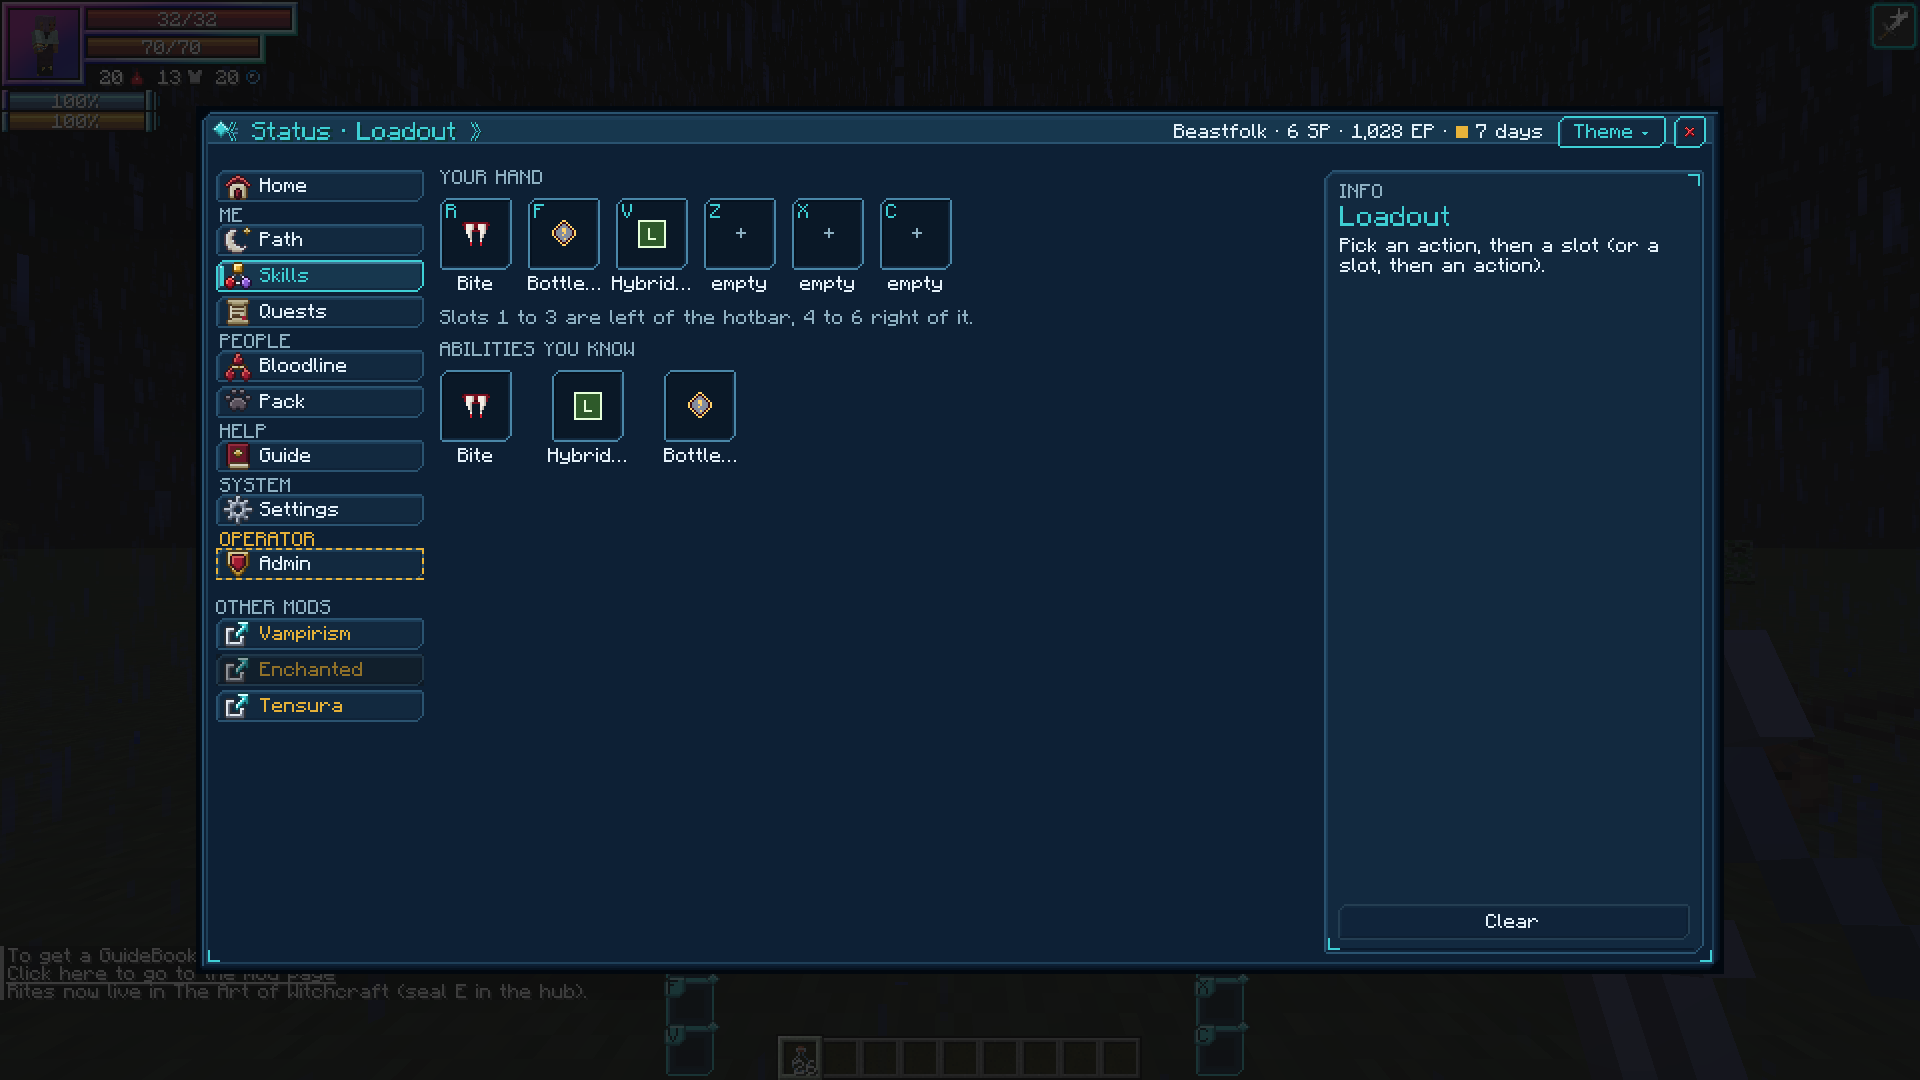 32/32
70/70
20 13 20
100%
100%
Status · Loadout
Beastfolk · 6 SP · 1,028 EP · 7 days
Theme
Home
ME
Path
Skills
Quests
PEOPLE
Bloodline
Pack
HELP
Guide
SYSTEM
Settings
OPERATOR
Admin
OTHER MODS
Vampirism
Enchanted
Tensura
YOUR HAND
R F V Z X C
L
Bite Bottle... Hybrid... empty empty empty
Slots 1 to 3 are left of the hotbar, 4 to 6 right of it.
ABILITIES YOU KNOW
L
Bite Hybrid... Bottle...
INFO
Loadout
Pick an action, then a slot (or a
slot, then an action).
Clear
To get a GuideBook
Click here to go to the Mod page
Rites now live in The Art of Witchcraft (seal E in the hub).
F X
V C
26